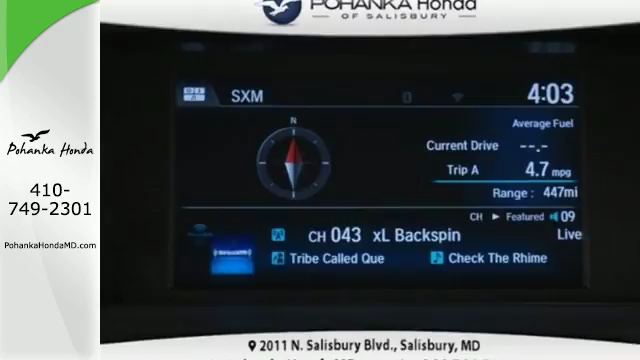 POHANKA Honda
OF SALISBURY
Pohanka Honda
410-
749-2301
PohankaHondaMD.com
SXM
4:03
N
Average Fuel
Current Drive --.-
Trip A 4.7 mpg
Range : 447mi
CH ▶ Featured 09
CH 043 xL Backspin Live
Tribe Called Que Check The Rhime
2011 N. Salisbury Blvd., Salisbury, MD